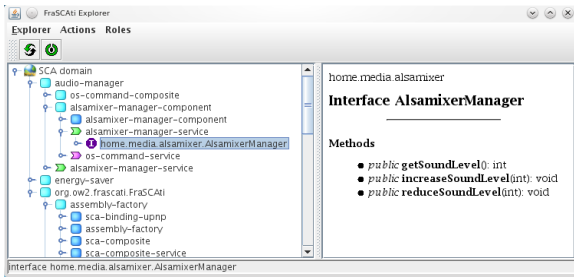 FraSCAti Explorer
Explorer Actions Roles
SCA domain
audio-manager
os-command-composite
alsamixer-manager-component
alsamixer-manager-component
alsamixer-manager-service
home.media.alsamixer.AlsamixerManager
os-command-service
alsamixer-manager-service
energy-saver
org.ow2.frascati.FraSCAti
assembly-factory
sca-binding-upnp
assembly-factory
sca-composite
sca-composite-service
home.media.alsamixer
Interface AlsamixerManager
Methods
public getSoundLevel(): int
public increaseSoundLevel(int): void
public reduceSoundLevel(int): void
interface home.media.alsamixer.AlsamixerManager